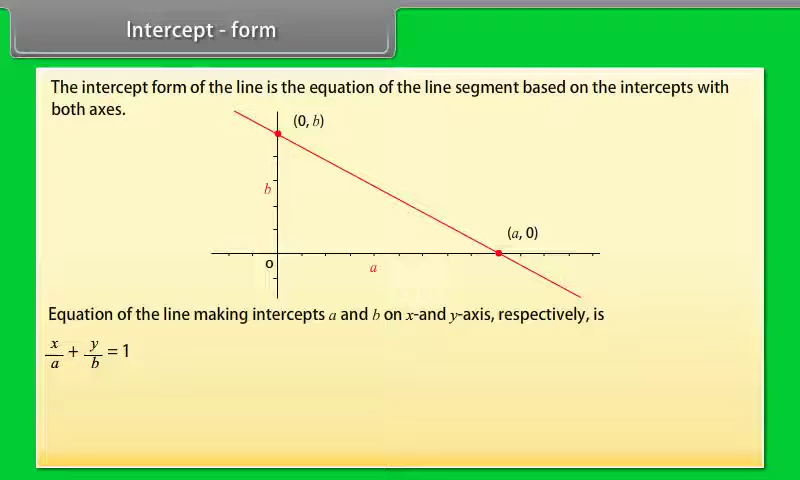 Intercept - form
The intercept form of the line is the equation of the line segment based on the intercepts with
both axes.
(0, b)
b
(a, 0)
o
a
Equation of the line making intercepts a and b on x-and y-axis, respectively, is
x/a + y/b = 1